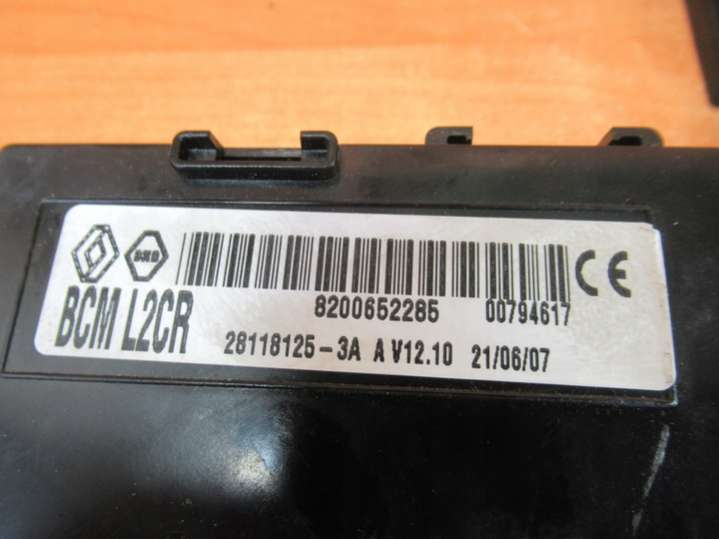 8200652285 00794617
BCM L2CR
28118125-3A A V12.10 21/06/07
CE